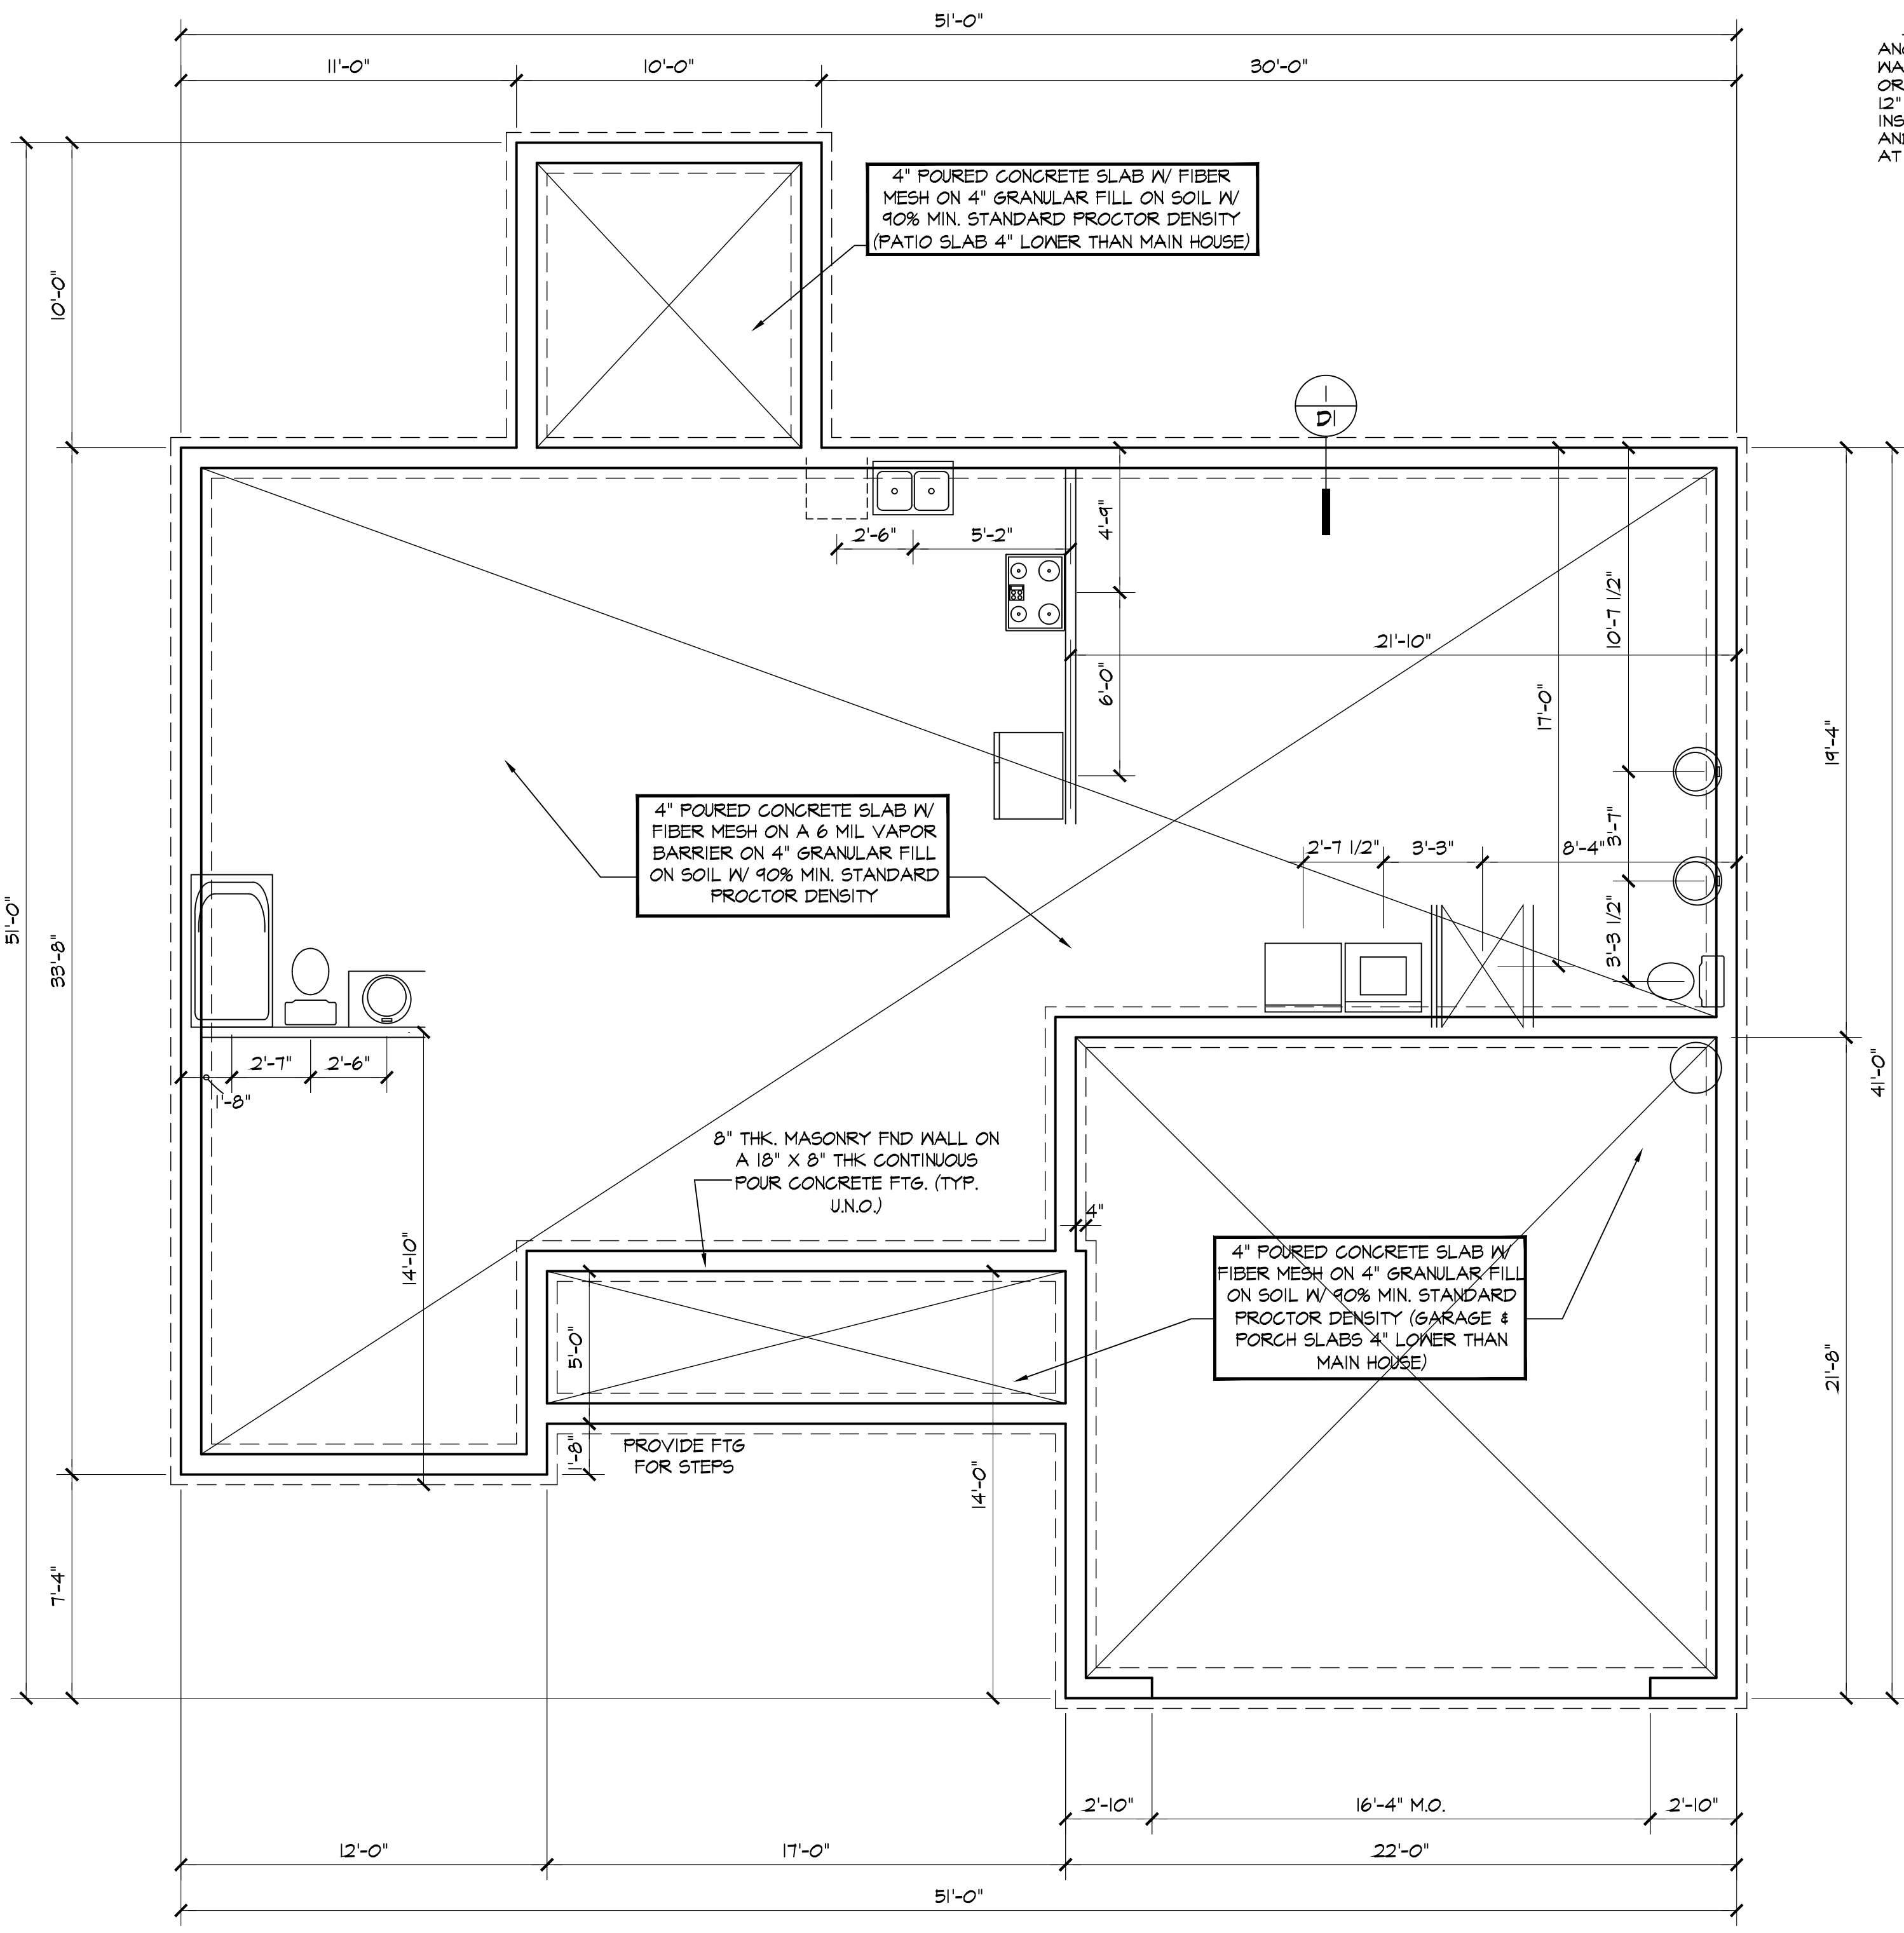 51'-0"
11'-0"
10'-0"
30'-0"
12"
AT
4" POURED CONCRETE SLAB W/ FIBER
MESH ON 4" GRANULAR FILL ON SOIL W/
90% MIN. STANDARD PROCTOR DENSITY
(PATIO SLAB 4" LOWER THAN MAIN HOUSE)
10'-0"
1
D1
2'-6"
5'-2"
4'-9"
10'-7 1/2"
21'-10"
6'-0"
17'-0"
19'-4"
4" POURED CONCRETE SLAB W/
FIBER MESH ON A 6 MIL VAPOR
BARRIER ON 4" GRANULAR FILL
ON SOIL W/ 90% MIN. STANDARD
PROCTOR DENSITY
2'-7 1/2"
3'-3"
8'-4"
3'-7"
3'-3 1/2"
51'-0"
33'-8"
2'-7"
2'-6"
1'-8"
41'-0"
8" THK. MASONRY FND WALL ON
A 18" X 8" THK CONTINUOUS
POUR CONCRETE FTG. (TYP.
U.N.O.)
4"
14'-10"
4" POURED CONCRETE SLAB W/
FIBER MESH ON 4" GRANULAR FILL
ON SOIL W/ 90% MIN. STANDARD
PROCTOR DENSITY (GARAGE &
PORCH SLABS 4" LOWER THAN
MAIN HOUSE)
5'-0"
21'-8"
1'-8"
PROVIDE FTG
FOR STEPS
14'-0"
7'-4"
2'-10"
16'-4" M.O.
2'-10"
12'-0"
17'-0"
22'-0"
51'-0"